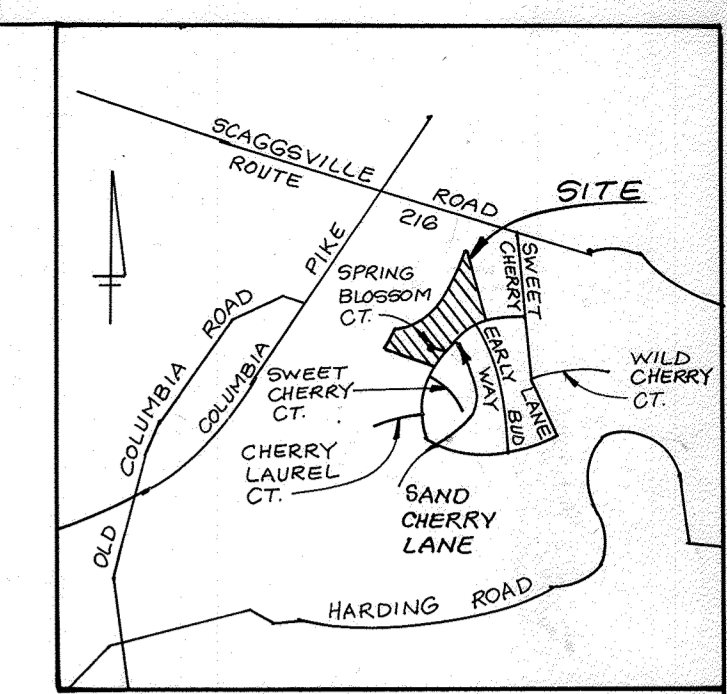 SCAGGSVILLE ROAD
ROUTE 216
SITE
COLUMBIA PIKE
SPRING
BLOSSOM
CT.
SWEET CHERRY LANE
OLD COLUMBIA ROAD
EARLY BUD
WAY
WILD
CHERRY
CT.
SWEET
CHERRY
CT.
CHERRY
LAUREL
CT.
SAND
CHERRY
LANE
HARDING ROAD